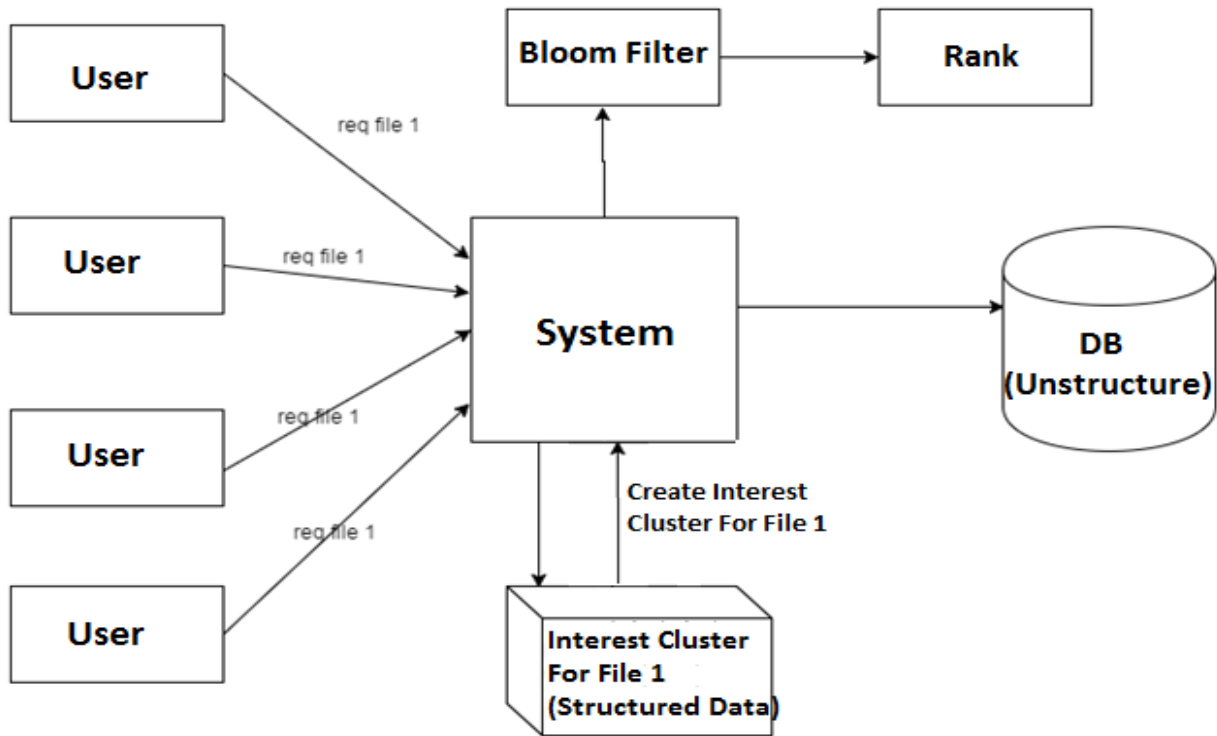 User
req file 1
User
req file 1
User
req file 1
User
req file 1
Bloom Filter
Rank
System
DB
(Unstructure)
Create Interest
Cluster For File 1
Interest Cluster
For File 1
(Structured Data)